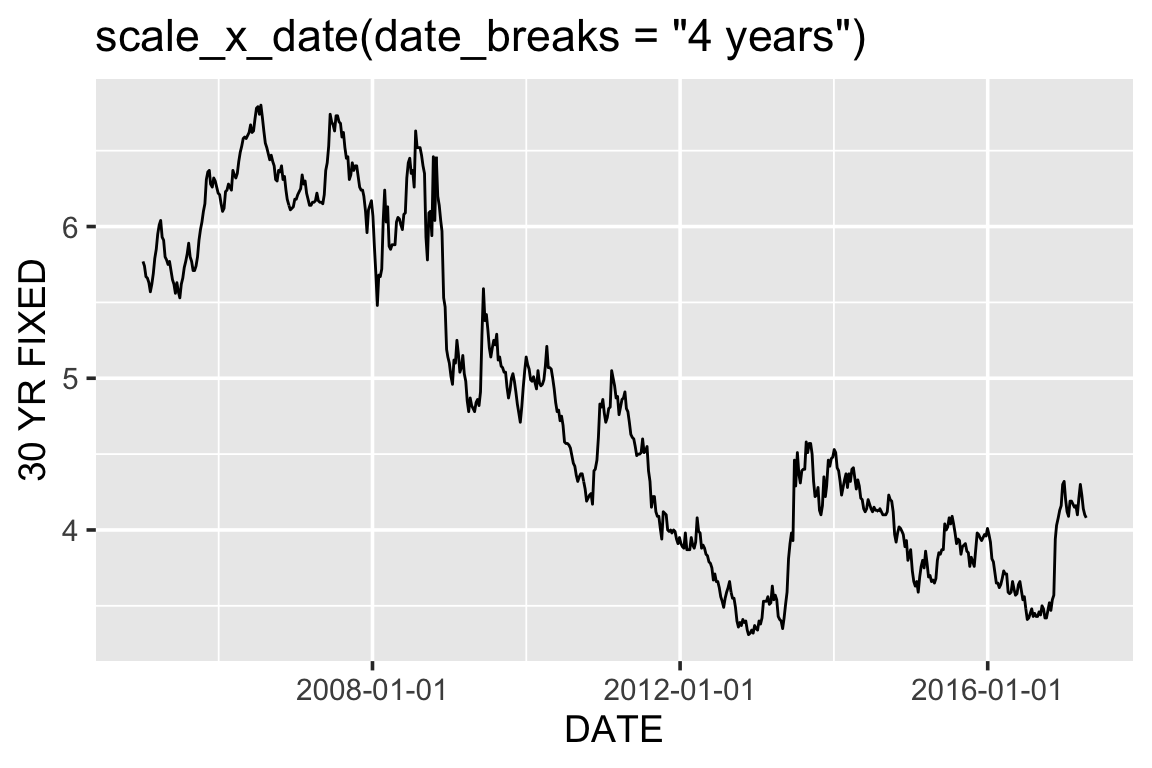 scale_x_date(date_breaks = "4 years")
30 YR FIXED
6
5
4
2008-01-01
2012-01-01
2016-01-01
DATE